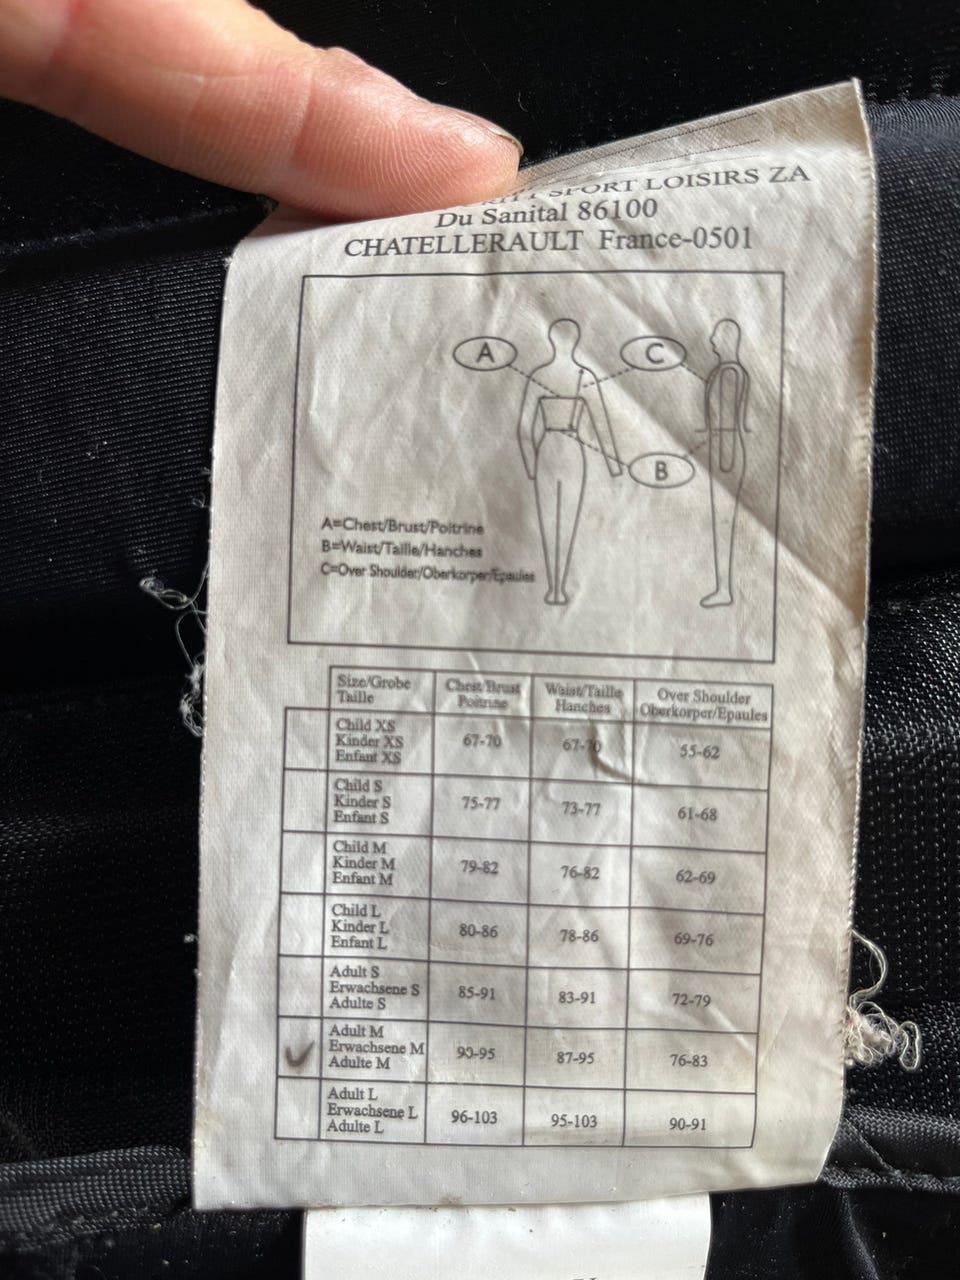 SPORT LOISIRS ZA
Du Sanital 86100
CHATELLERAULT France-0501
A
C
B
A=Chest/Brust/Poitrine
B=Waist/Taille/Hanches
C=Over Shoulder/Oberkorper/Epaules
Size/Grobe
Taille
Chest/Brust
Poitrine
Waist/Taille
Hanches
Over Shoulder
Oberkorper/Epaules
Child XS
Kinder XS
Enfant XS
67-70
67-70
55-62
Child S
Kinder S
Enfant S
75-77
73-77
61-68
Child M
Kinder M
Enfant M
79-82
76-82
62-69
Child L
Kinder L
Enfant L
80-86
78-86
69-76
Adult S
Erwachsene S
Adulte S
85-91
83-91
72-79
Adult M
Erwachsene M
Adulte M
90-95
87-95
76-83
Adult L
Erwachsene L
Adulte L
96-103
95-103
90-91